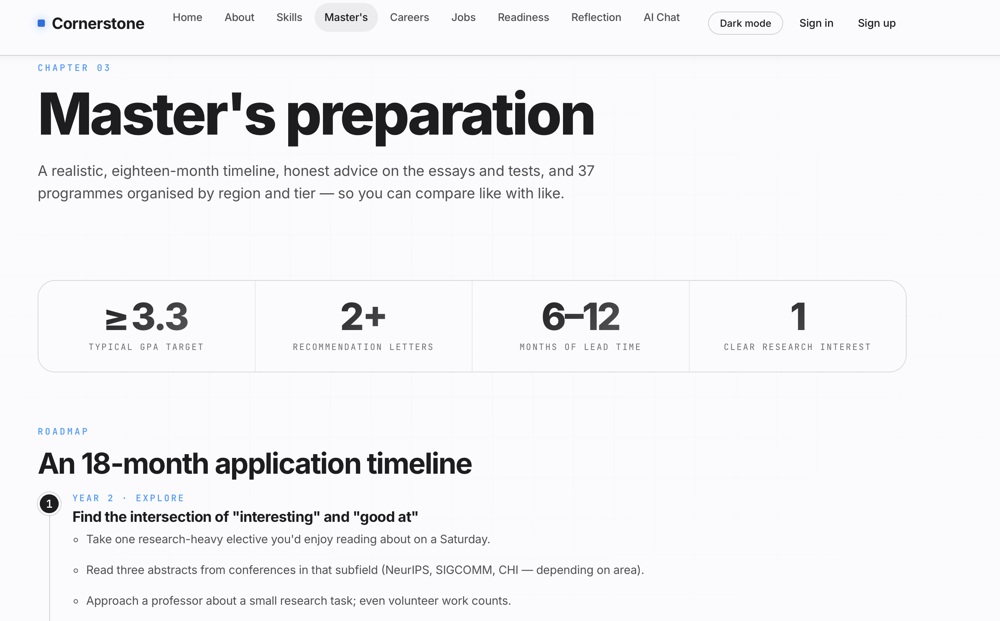 Cornerstone
Home About Skills Master's Careers Jobs Readiness Reflection AI Chat Dark mode Sign in Sign up
CHAPTER 03
Master's preparation
A realistic, eighteen-month timeline, honest advice on the essays and tests, and 37
programmes organised by region and tier — so you can compare like with like.
≥3.3
TYPICAL GPA TARGET
2+
RECOMMENDATION LETTERS
6–12
MONTHS OF LEAD TIME
1
CLEAR RESEARCH INTEREST
ROADMAP
An 18-month application timeline
1
YEAR 2 · EXPLORE
Find the intersection of "interesting" and "good at"
Take one research-heavy elective you'd enjoy reading about on a Saturday.
Read three abstracts from conferences in that subfield (NeurIPS, SIGCOMM, CHI — depending on area).
Approach a professor about a small research task; even volunteer work counts.